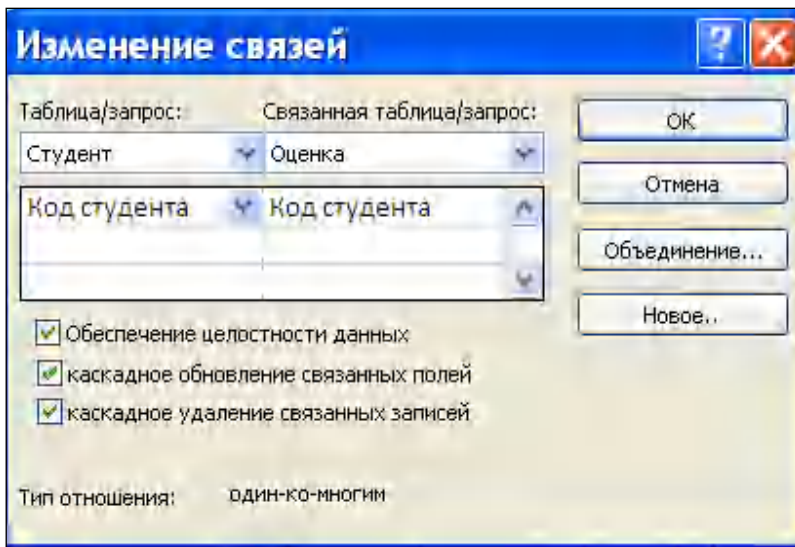 Изменение связей
Таблица/запрос: Связанная таблица/запрос:
Студент Оценка
Код студента Код студента
Обеспечение целостности данных
каскадное обновление связанных полей
каскадное удаление связанных записей
Тип отношения: один-ко-многим
ОК
Отмена
Объединение...
Новое..